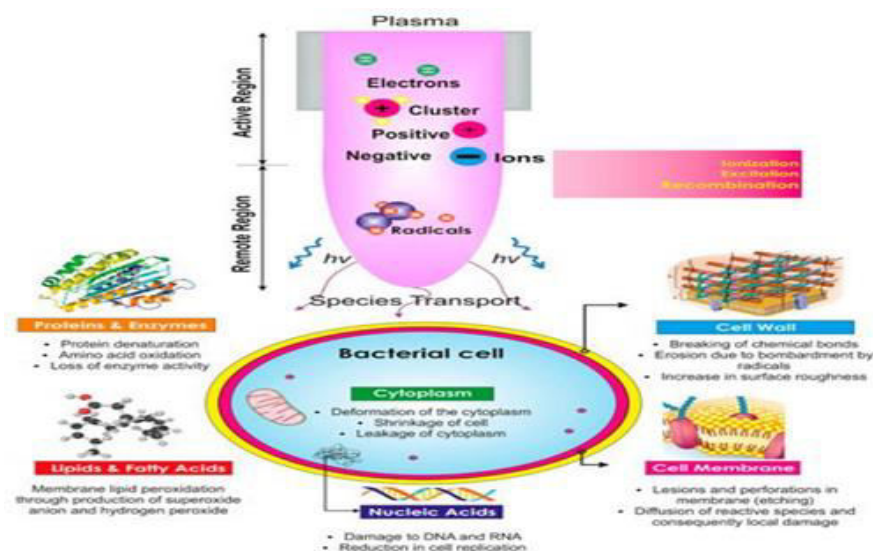 Plasma
Active Region
Electrons
Cluster
Positive
Negative
Ions
Ionization
Excitation
Recombination
Remote Region
Radicals
hv
hv
Species Transport
Proteins & Enzymes
• Protein denaturation
• Amino acid oxidation
• Loss of enzyme activity
Cell Wall
• Breaking of chemical bonds
• Erosion due to bombardment by
radicals
• Increase in surface roughness
Bacterial cell
Cytoplasm
• Deformation of the cytoplasm
• Shrinkage of cell
• Leakage of cytoplasm
Lipids & Fatty Acids
Membrane lipid peroxidation
through production of superoxide
anion and hydrogen peroxide
Cell Membrane
• Lesions and perforations in
membrane (etching)
• Diffusion of reactive species and
consequently local damage
Nucleic Acids
• Damage to DNA and RNA
• Reduction in cell replication